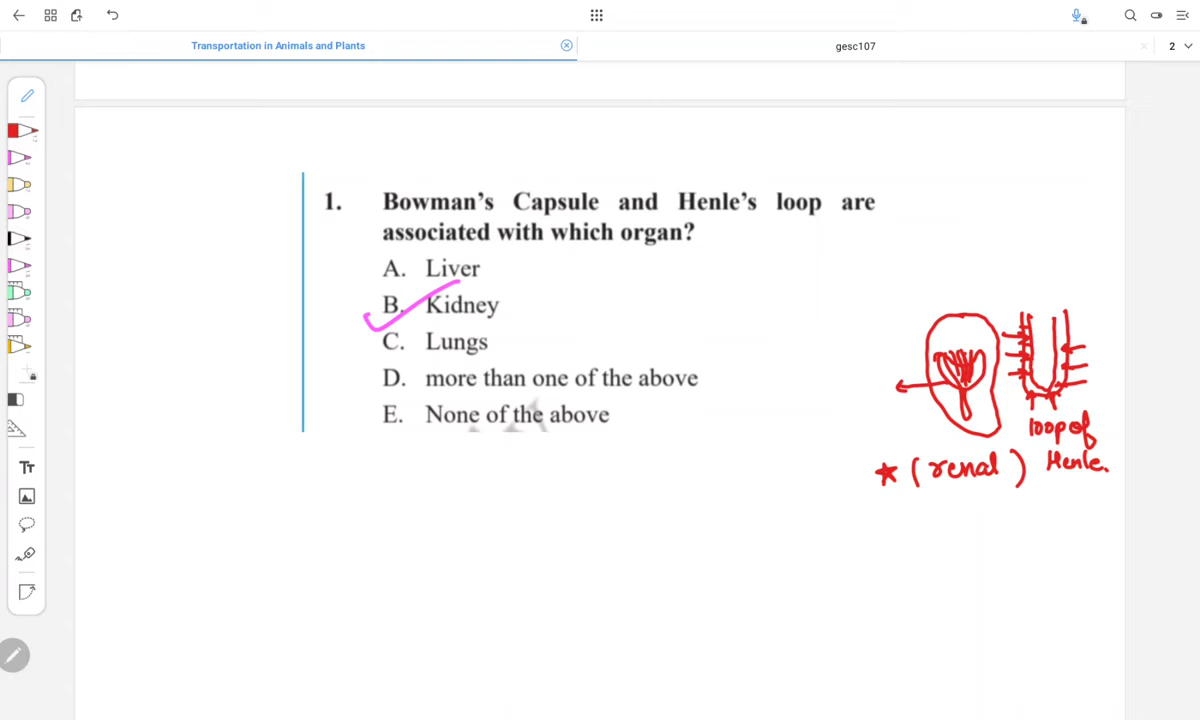 Transportation in Animals and Plants
gesc107
2
1. Bowman's Capsule and Henle's loop are
associated with which organ?
A. Liver
B. Kidney
C. Lungs
D. more than one of the above
E. None of the above
loop of
Henle.
★ (renal)
Tт